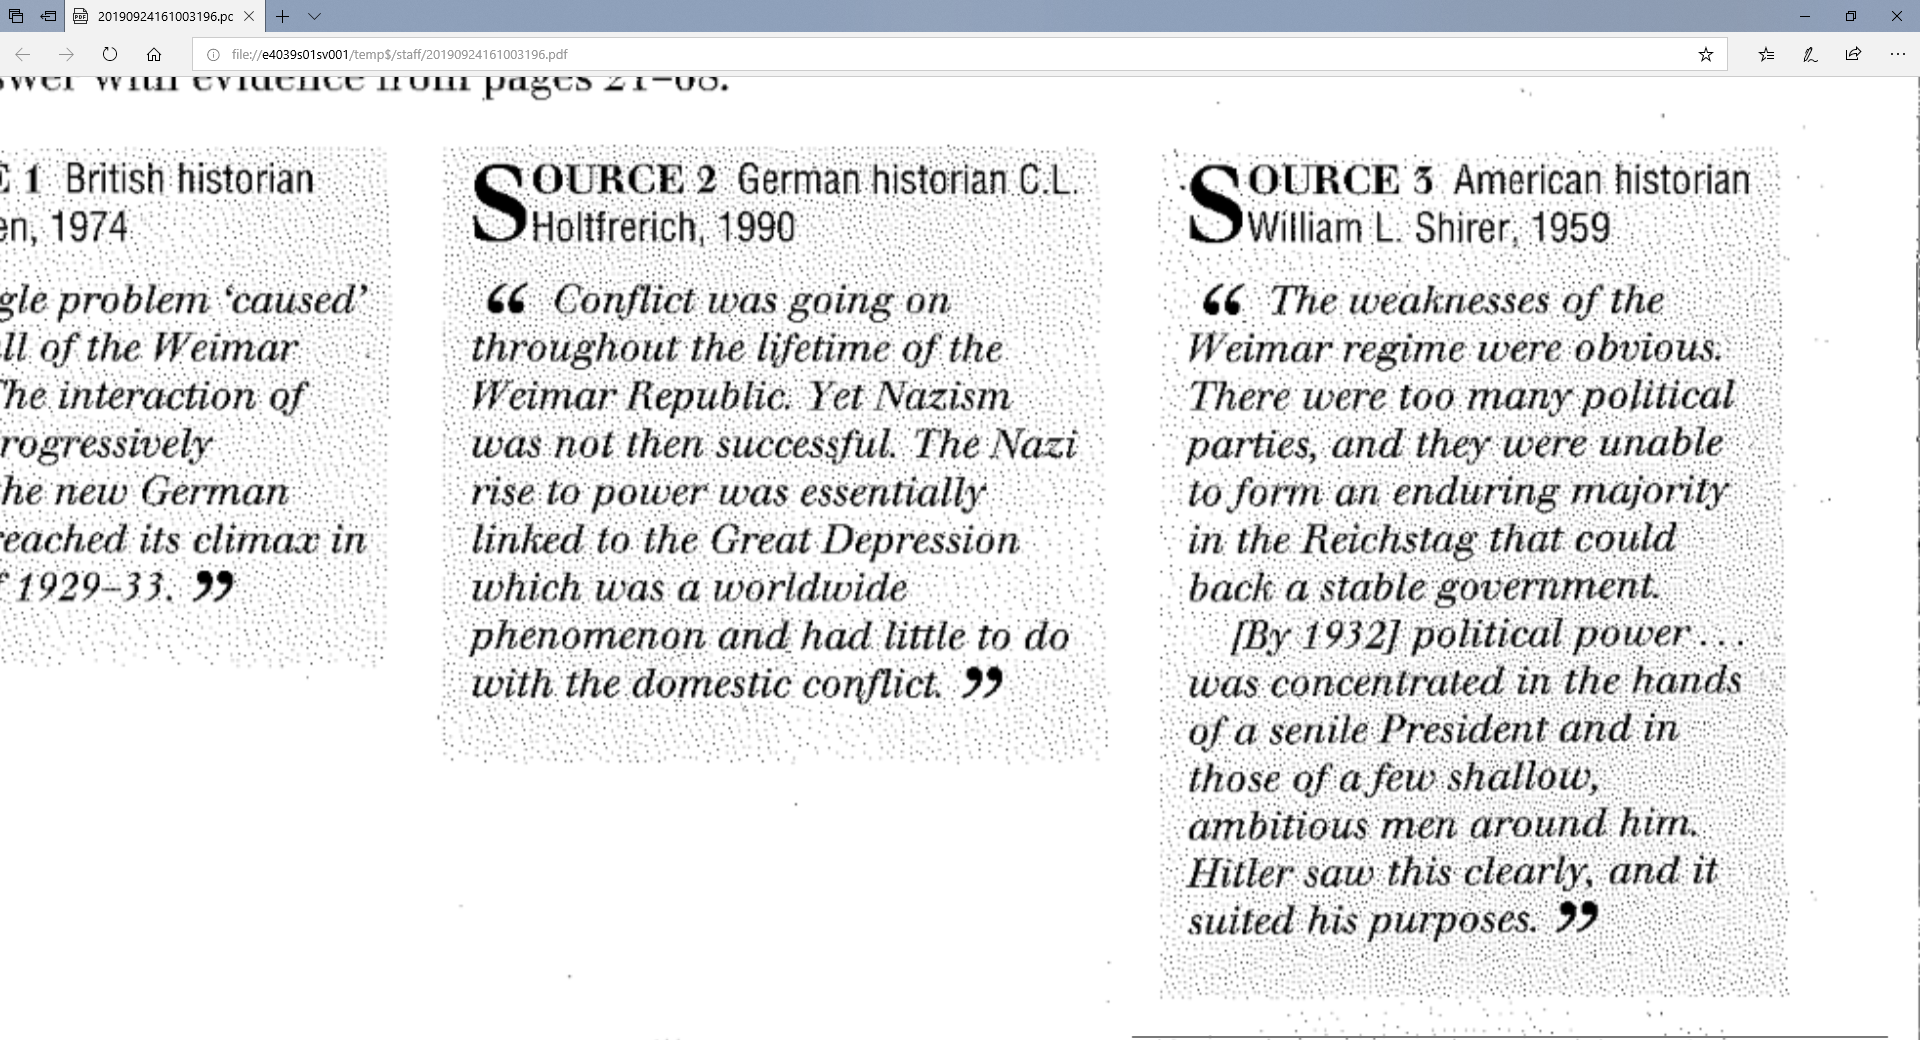 20190924161003196.pc
file://e4039s01sv001/temp$/staff/20190924161003196.pdf
swer with evidence from pages 21–68.
E 1 British historian
en, 1974
gle problem ‘caused’
ll of the Weimar
The interaction of
rogressively
he new German
reached its climax in
f 1929–33. ”
SOURCE 2 German historian C.L.
Holtfrerich, 1990
“ Conflict was going on
throughout the lifetime of the
Weimar Republic. Yet Nazism
was not then successful. The Nazi
rise to power was essentially
linked to the Great Depression
which was a worldwide
phenomenon and had little to do
with the domestic conflict. ”
SOURCE 3 American historian
William L. Shirer, 1959
“ The weaknesses of the
Weimar regime were obvious.
There were too many political
parties, and they were unable
to form an enduring majority
in the Reichstag that could
back a stable government.
[By 1932] political power . . .
was concentrated in the hands
of a senile President and in
those of a few shallow,
ambitious men around him.
Hitler saw this clearly, and it
suited his purposes. ”